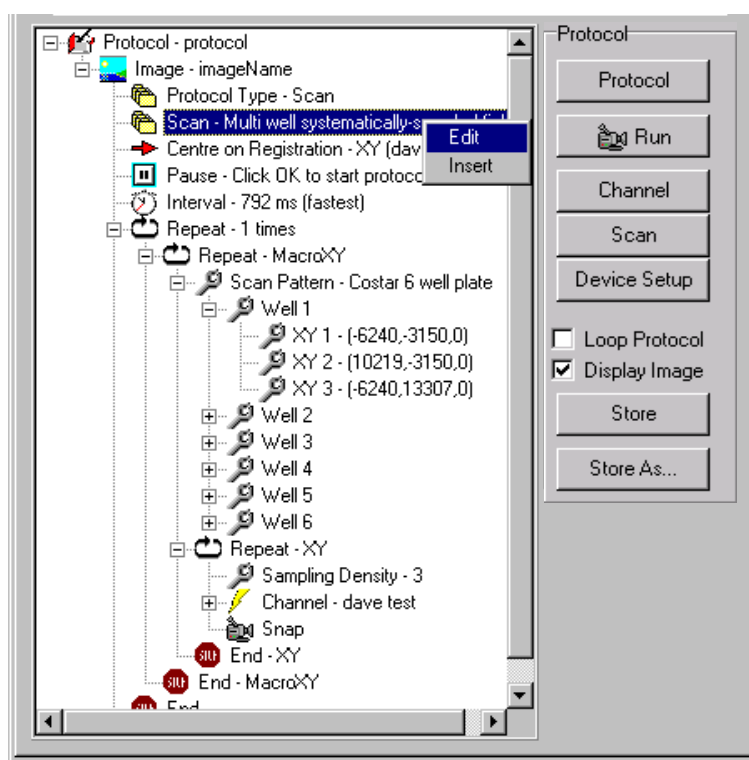 Protocol - protocol
Image - imageName
Protocol Type - Scan
Scan - Multi well systematically-
Edit
Centre on Registration - XY (dav
Insert
Pause - Click OK to start protoco
Interval - 792 ms (fastest)
Repeat - 1 times
Repeat - MacroXY
Scan Pattern - Costar 6 well plate
Well 1
XY 1 - (-6240,-3150,0)
XY 2 - (10219,-3150,0)
XY 3 - (-6240,13307,0)
Well 2
Well 3
Well 4
Well 5
Well 6
Repeat - XY
Sampling Density - 3
Channel - dave test
Snap
End - XY
End - MacroXY
End
Protocol
Protocol
Run
Channel
Scan
Device Setup
Loop Protocol
Display Image
Store
Store As...